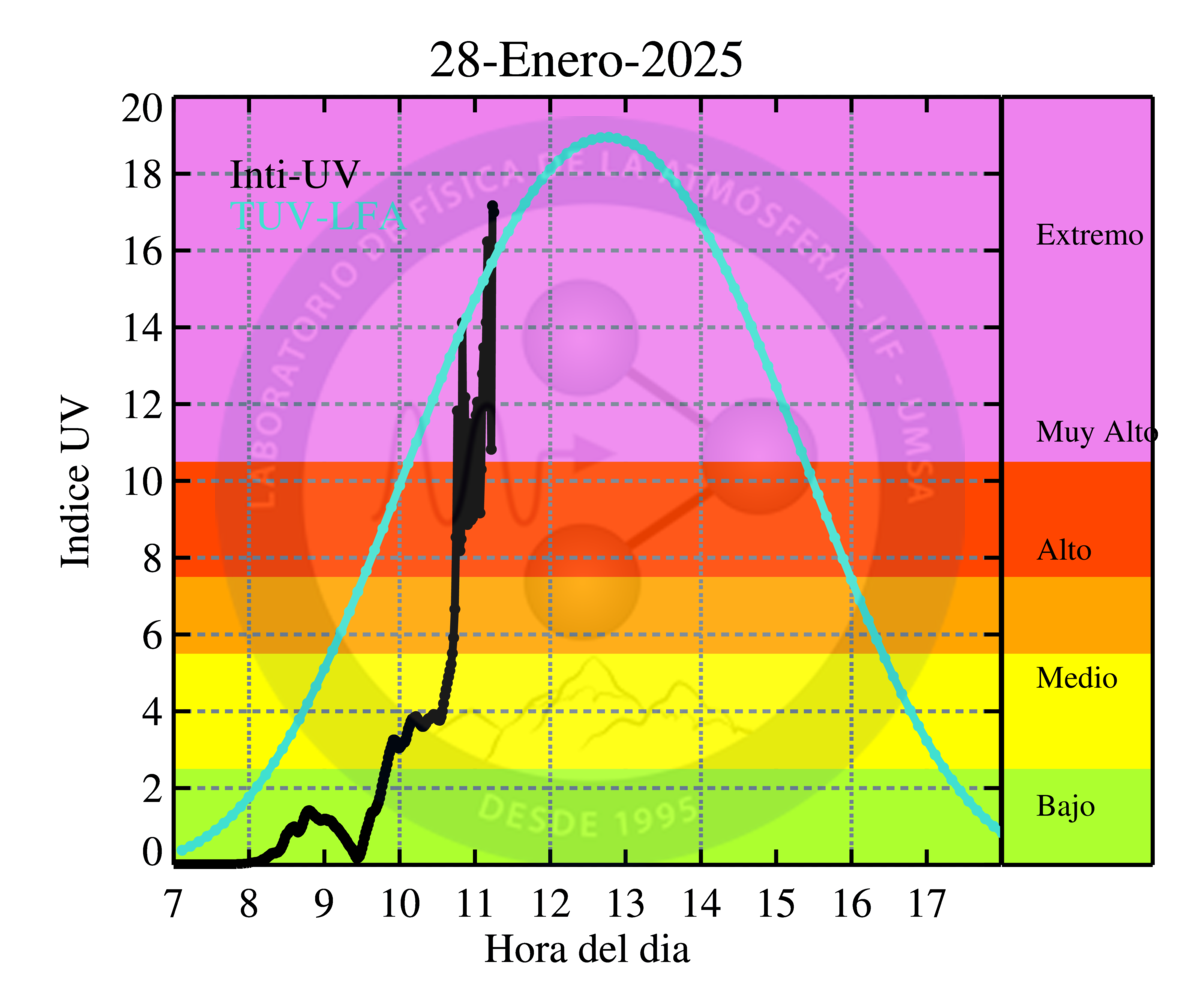 28-Enero-2025
Inti-UV
TUV-LFA
LABORATORIO DE FÍSICA DE LA ATMÓSFERA - IIF - UMSA
DESDE 1995
Indice UV
20
18
16
14
12
10
8
6
4
2
0
Extremo
Muy Alto
Alto
Medio
Bajo
7 8 9 10 11 12 13 14 15 16 17
Hora del dia